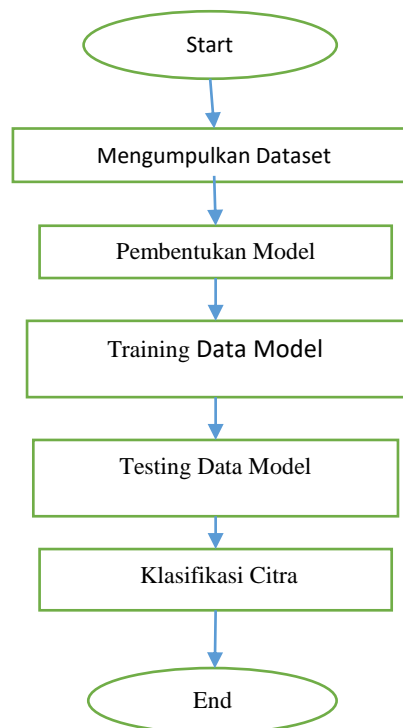 Start
Mengumpulkan Dataset
Pembentukan Model
Training Data Model
Testing Data Model
Klasifikasi Citra
End